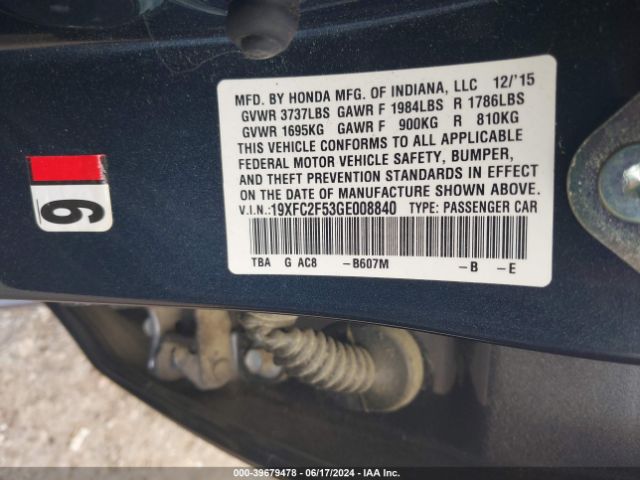 MFD. BY HONDA MFG. OF INDIANA, LLC 12/'15
GVWR 3737LBS GAWR F 1984LBS R 1786LBS
GVWR 1695KG GAWR F 900KG R 810KG
THIS VEHICLE CONFORMS TO ALL APPLICABLE
FEDERAL MOTOR VEHICLE SAFETY, BUMPER,
AND THEFT PREVENTION STANDARDS IN EFFECT
ON THE DATE OF MANUFACTURE SHOWN ABOVE.
V.I.N.:19XFC2F53GE008840 TYPE: PASSENGER CAR
TBA G AC8 -B607M -B -E
6
000-39679478 - 06/17/2024 - IAA Inc.